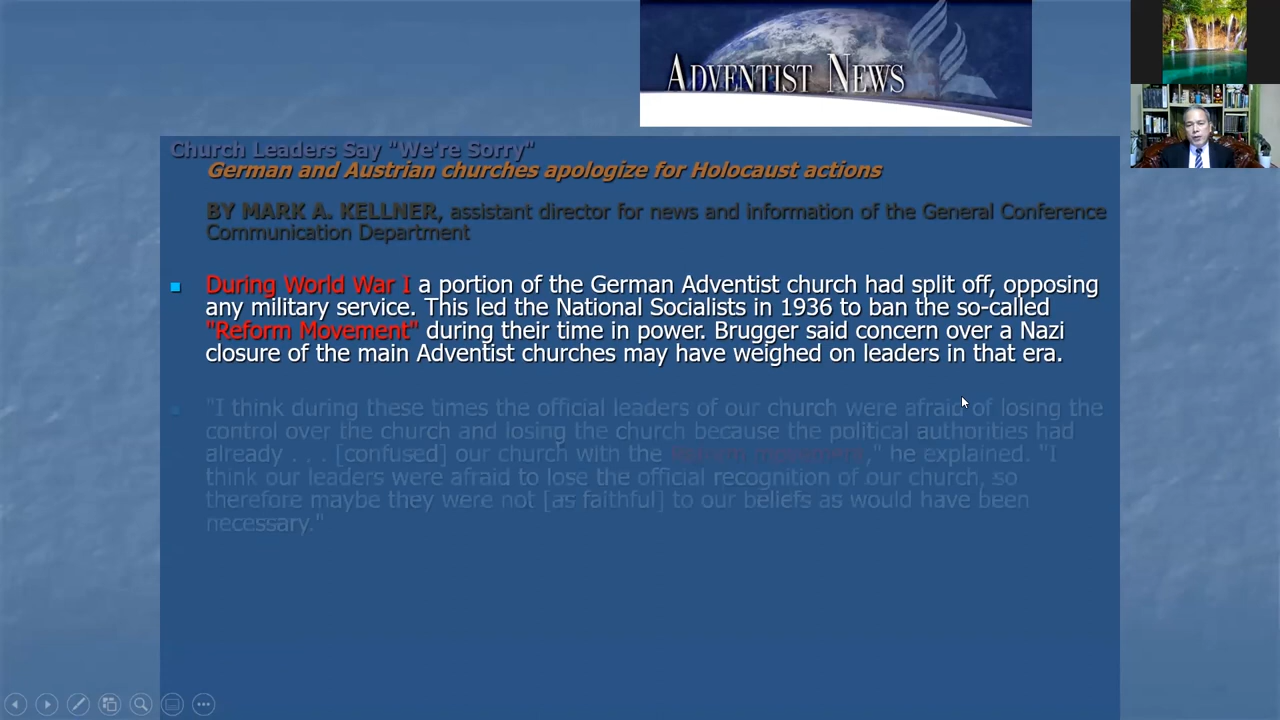 ADVENTIST NEWS
Church Leaders Say "We're Sorry"
German and Austrian churches apologize for Holocaust actions
BY MARK A. KELLNER, assistant director for news and information of the General Conference
Communication Department
During World War I a portion of the German Adventist church had split off, opposing
any military service. This led the National Socialists in 1936 to ban the so-called
"Reform Movement" during their time in power. Brugger said concern over a Nazi
closure of the main Adventist churches may have weighed on leaders in that era.
"I think during these times the official leaders of our church were afraid of losing the
control over the church and losing the church because the political authorities had
already . . . [confused] our church with the Reform Movement," he explained. "I
think our leaders were afraid to lose the official recognition of our church, so
therefore maybe they were not [as faithful] to our beliefs as would have been
necessary."